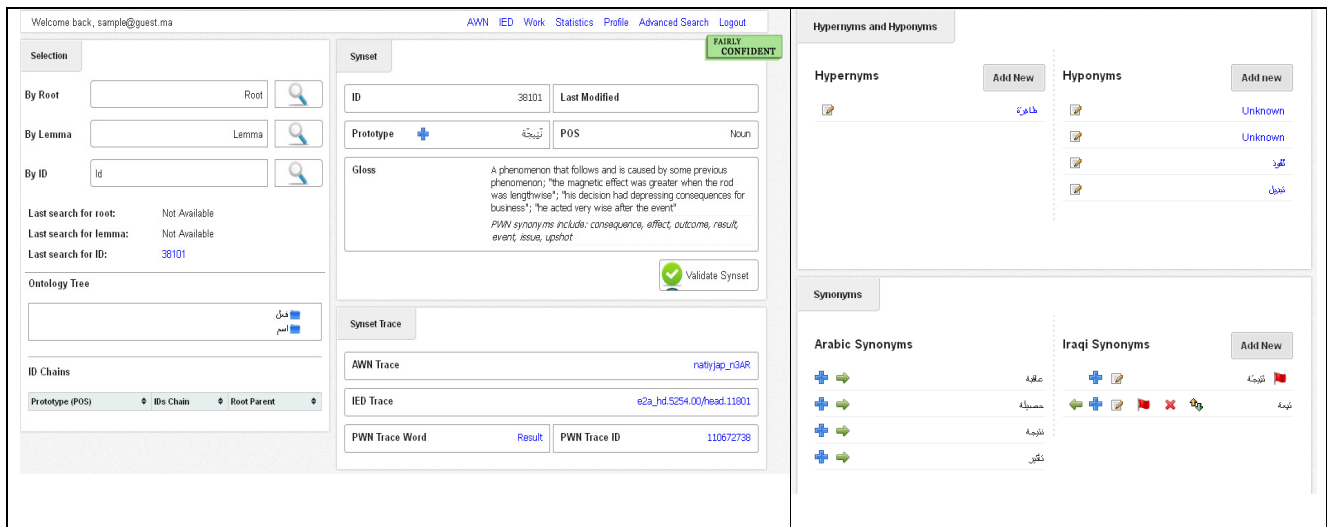 Welcome back, sample@guest.ma
AWN IED Work Statistics Profile Advanced Search Logout
FAIRLY
CONFIDENT
Selection
By Root
Root
By Lemma
Lemma
By ID
Id
Last search for root: Not Available
Last search for lemma: Not Available
Last search for ID: 38101
Ontology Tree
فعل
اسم
ID Chains
Prototype (POS) IDs Chain Root Parent
Synset
ID 38101 Last Modified
Prototype POS Noun
Gloss
A phenomenon that follows and is caused by some previous
phenomenon; "the magnetic effect was greater when the rod
was lengthwise"; "his decision had depressing consequences for
business"; "he acted very wise after the event"
PWN synonyms include: consequence, effect, outcome, result,
event, issue, upshot
Validate Synset
Synset Trace
AWN Trace natiyjap_n3AR
IED Trace e2a_hd.5254.00/head.11801
PWN Trace Word Result PWN Trace ID 110672738
Hypernyms and Hyponyms
Hypernyms Add New Hyponyms Add new
ظاهرة Unknown
Unknown
Synonyms
Arabic Synonyms Iraqi Synonyms Add New
عاقبة
حصيلة
نتيجة